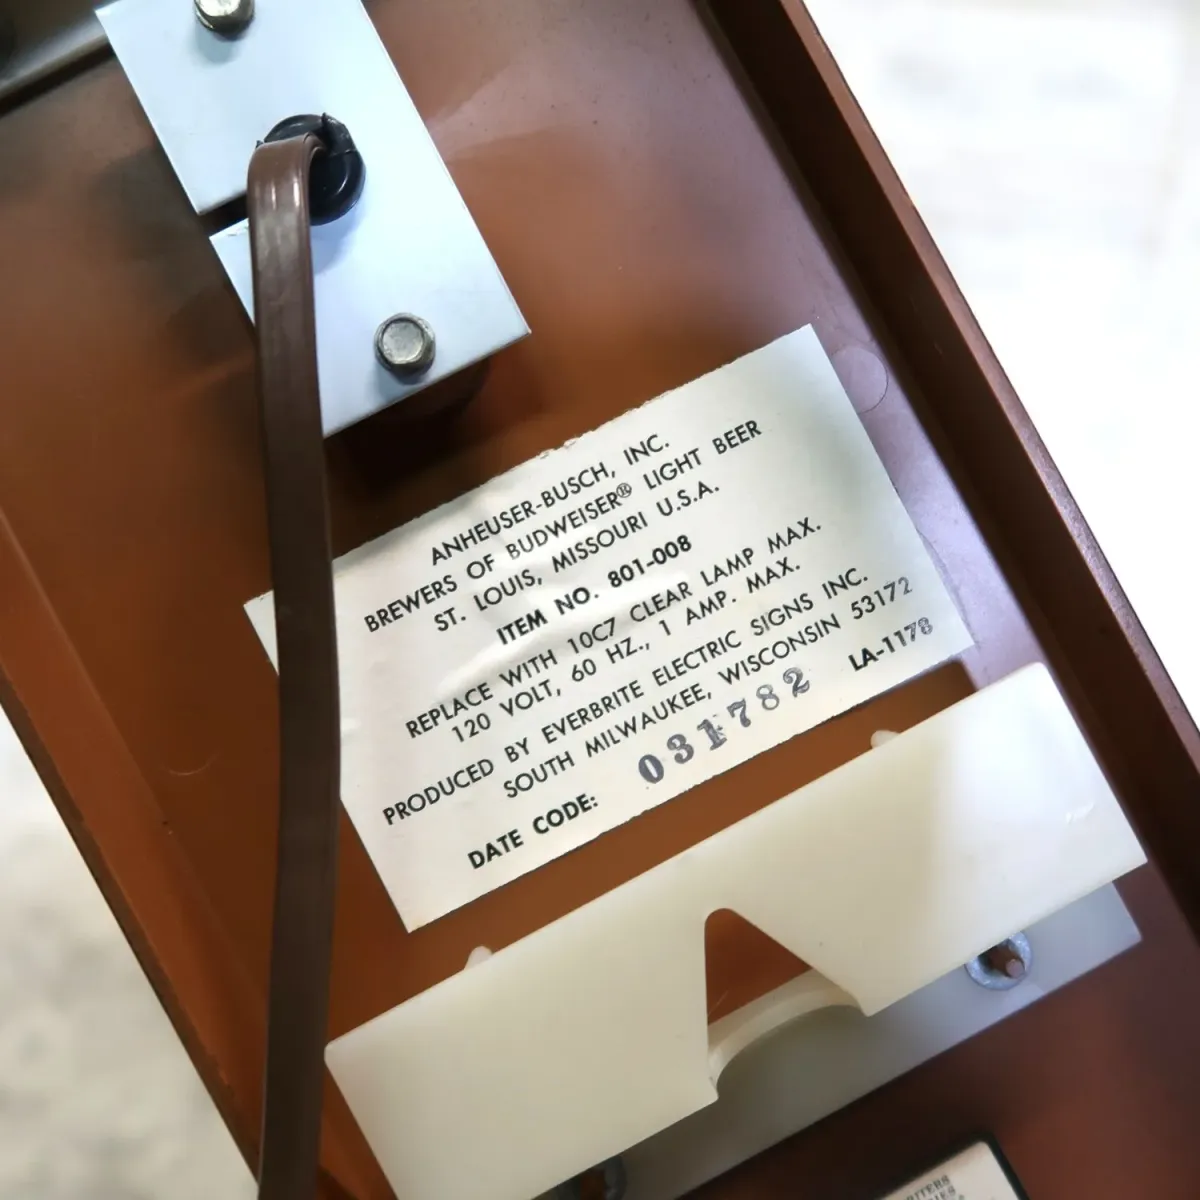 ANHEUSER-BUSCH, INC.
BREWERS OF BUDWEISER® LIGHT BEER
ST. LOUIS, MISSOURI U.S.A.
ITEM NO. 801-008
REPLACE WITH 10C7 CLEAR LAMP MAX.
120 VOLT, 60 HZ., 1 AMP. MAX.
PRODUCED BY EVERBRITE ELECTRIC SIGNS INC.
SOUTH MILWAUKEE, WISCONSIN 53172
LA-1178
DATE CODE: 031782